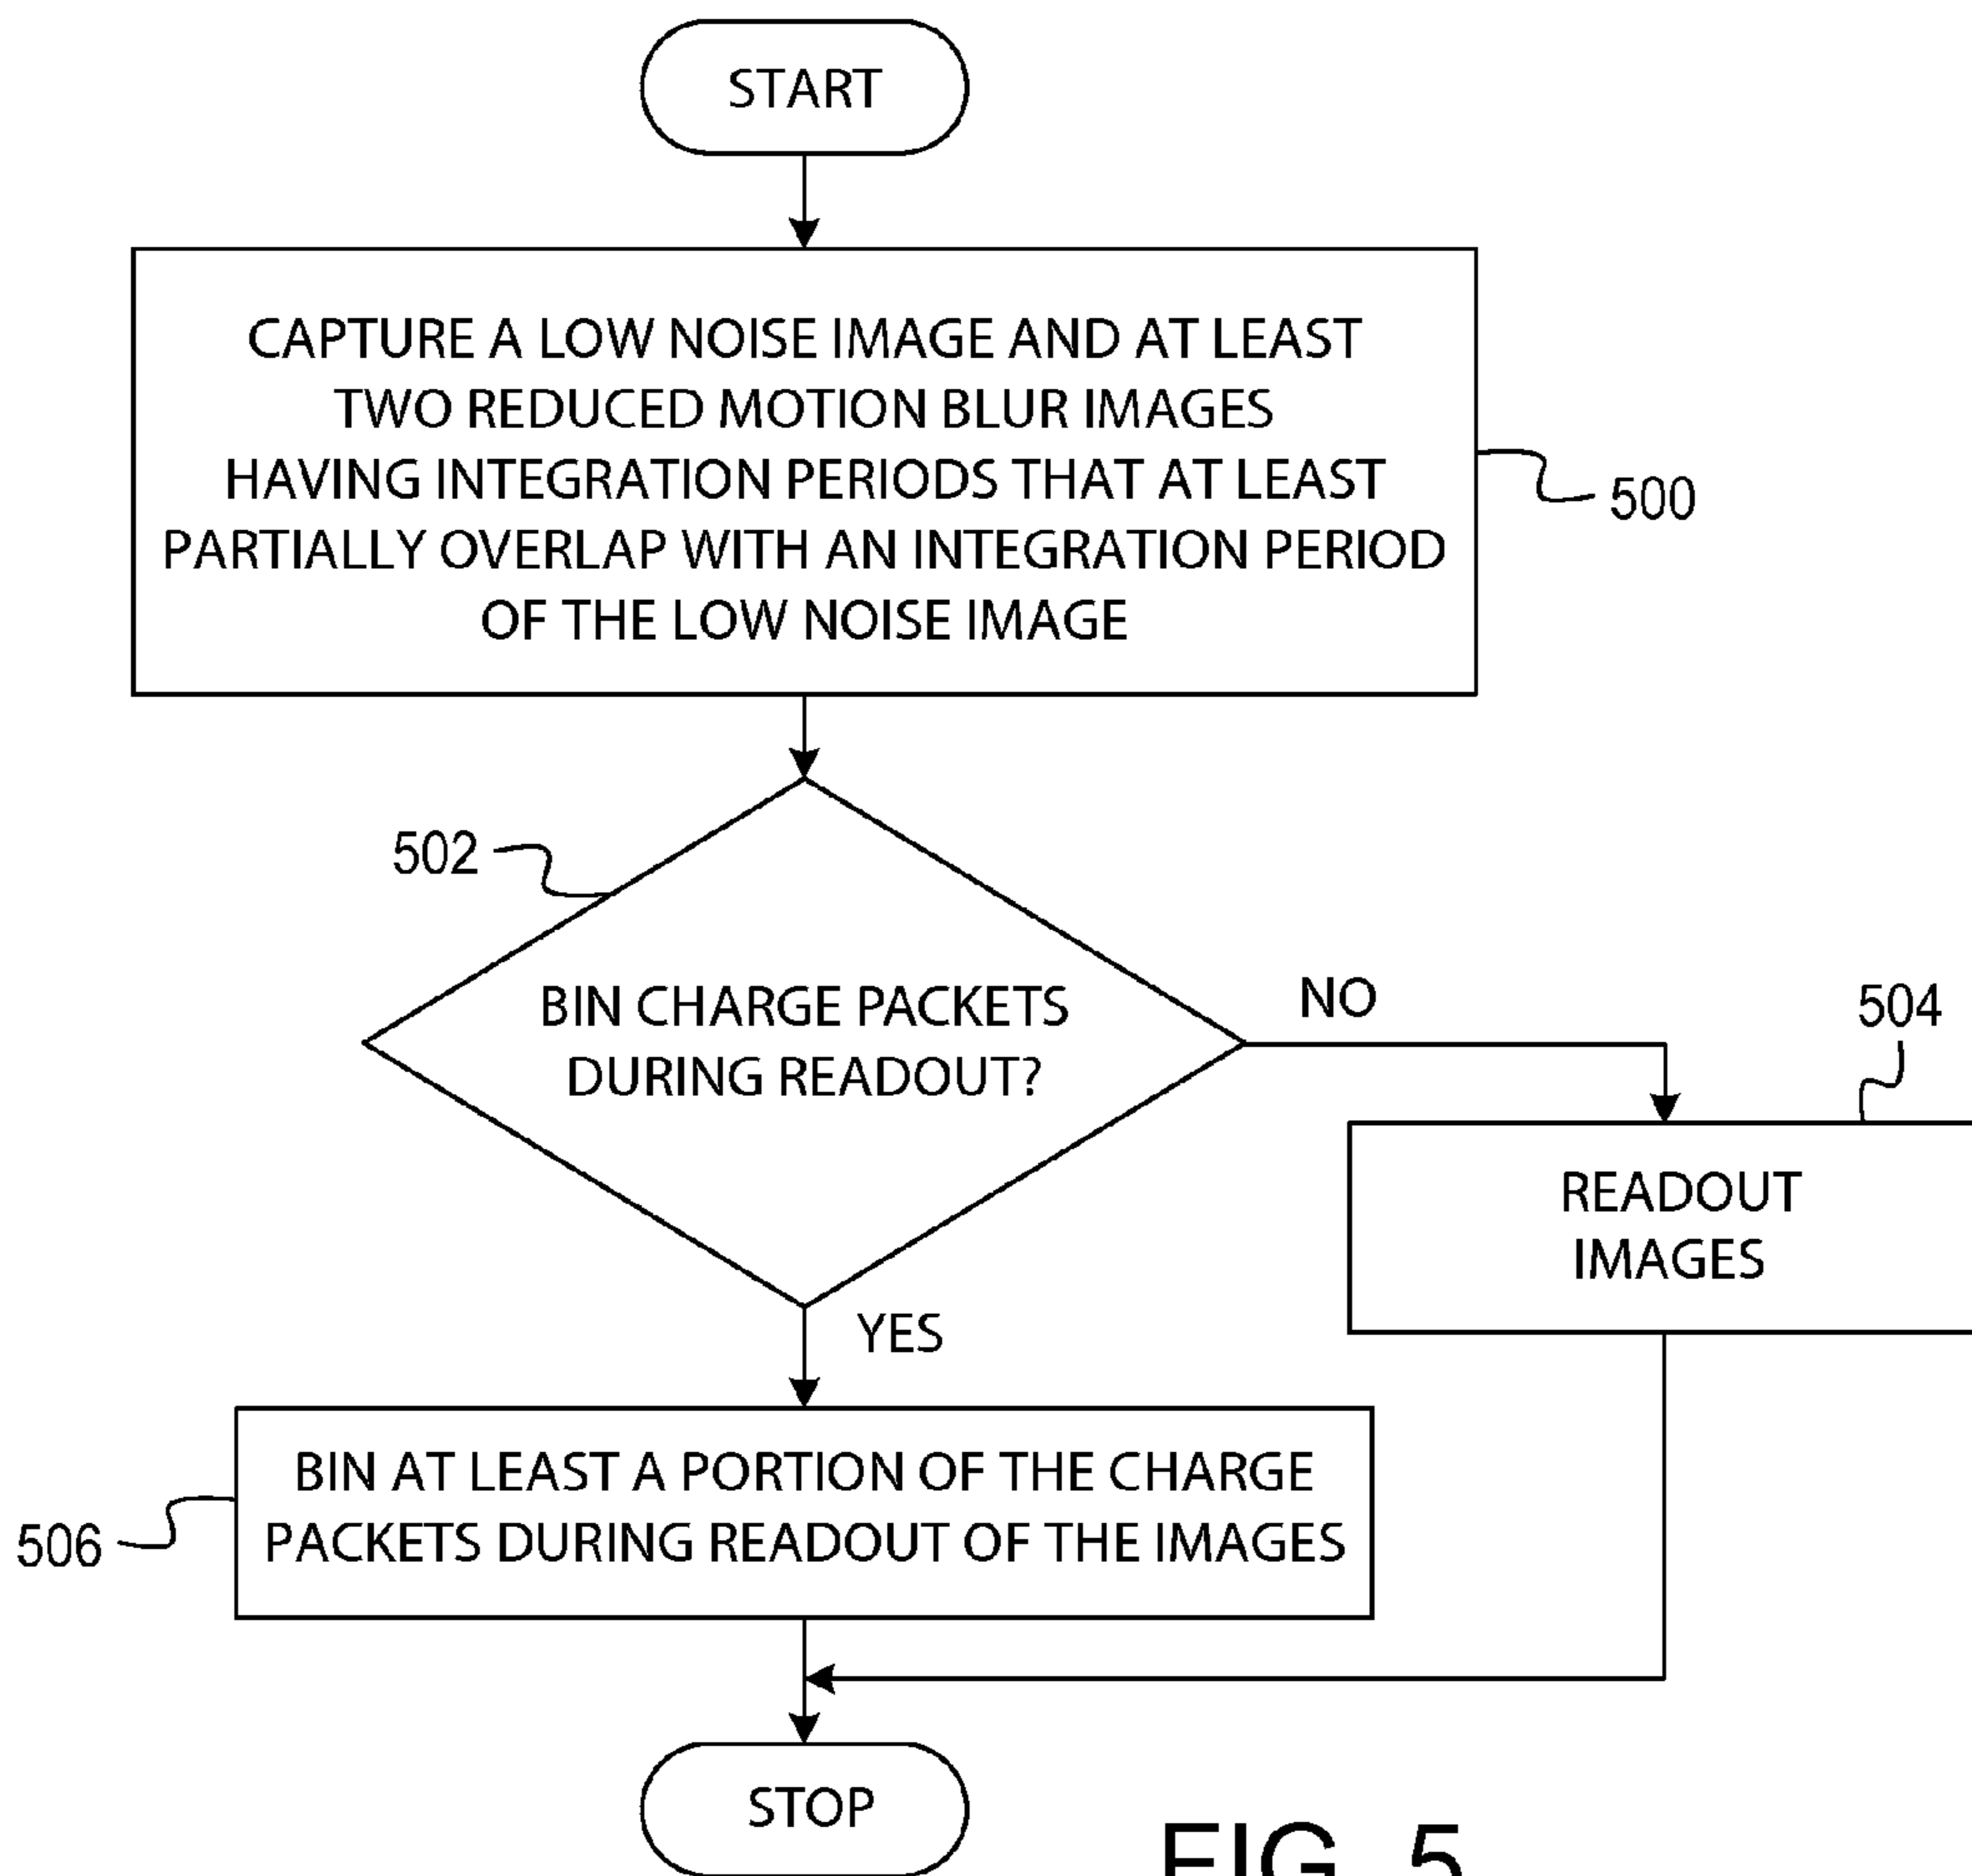 START
CAPTURE A LOW NOISE IMAGE AND AT LEAST
TWO REDUCED MOTION BLUR IMAGES
HAVING INTEGRATION PERIODS THAT AT LEAST
PARTIALLY OVERLAP WITH AN INTEGRATION PERIOD
OF THE LOW NOISE IMAGE
500
502
BIN CHARGE PACKETS
DURING READOUT?
NO
504
READOUT
IMAGES
YES
BIN AT LEAST A PORTION OF THE CHARGE
PACKETS DURING READOUT OF THE IMAGES
506
STOP
FIG. 5